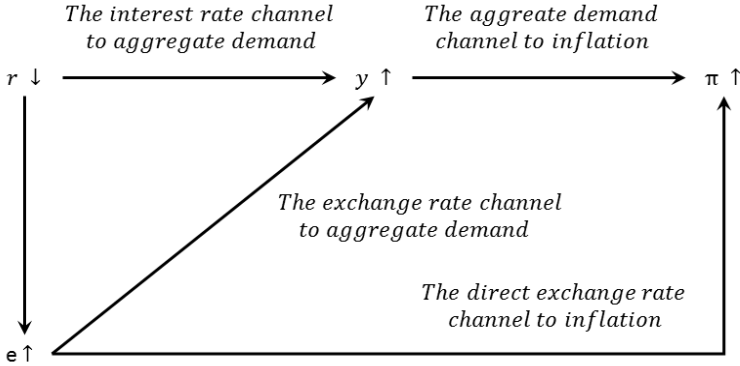 The interest rate channel
to aggregate demand
The aggreate demand
channel to inflation
r ↓
y ↑
π ↑
The exchange rate channel
to aggregate demand
The direct exchange rate
channel to inflation
e↑